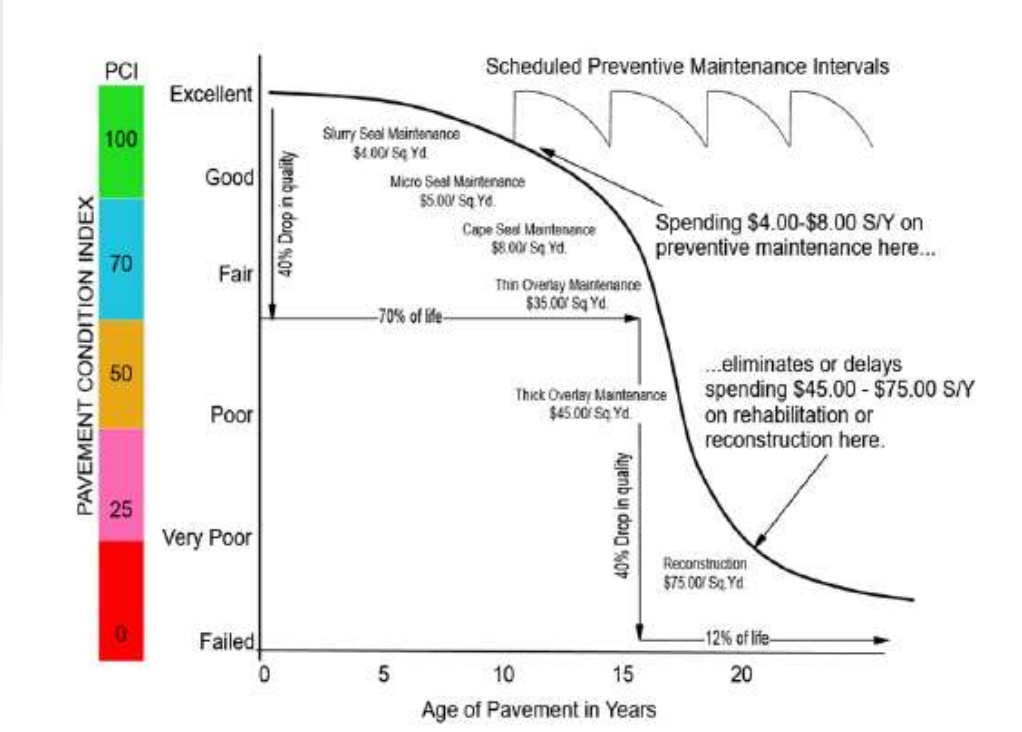 PCI
100
70
50
25
0
PAVEMENT CONDITION INDEX
Excellent
Good
Fair
Poor
Very Poor
Failed
Scheduled Preventive Maintenance Intervals
40% Drop in quality
Slurry Seal Maintenance
$4.00/ Sq.Yd.
Micro Seal Maintenance
$5.00/ Sq.Yd.
Cape Seal Maintenance
$8.00/ Sq.Yd.
Thin Overlay Maintenance
$35.00/ Sq.Yd.
70% of life
Spending $4.00-$8.00 S/Y on
preventive maintenance here...
...eliminates or delays
spending $45.00 - $75.00 S/Y
on rehabilitation or
reconstruction here.
Thick Overlay Maintenance
$45.00/ Sq.Yd.
40% Drop in quality
Reconstruction
$75.00/ Sq.Yd.
12% of life
0 5 10 15 20
Age of Pavement in Years